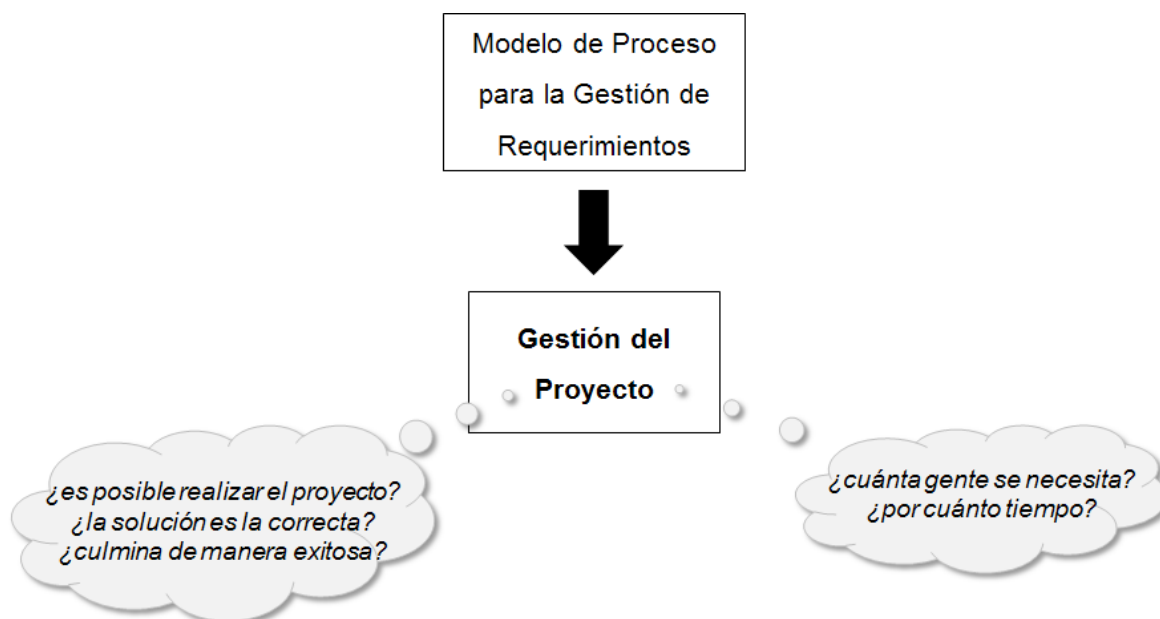 Modelo de Proceso
para la Gestión de
Requerimientos
Gestión del
Proyecto
¿es posible realizar el proyecto?
¿la solución es la correcta?
¿culmina de manera exitosa?
¿cuánta gente se necesita?
¿por cuánto tiempo?